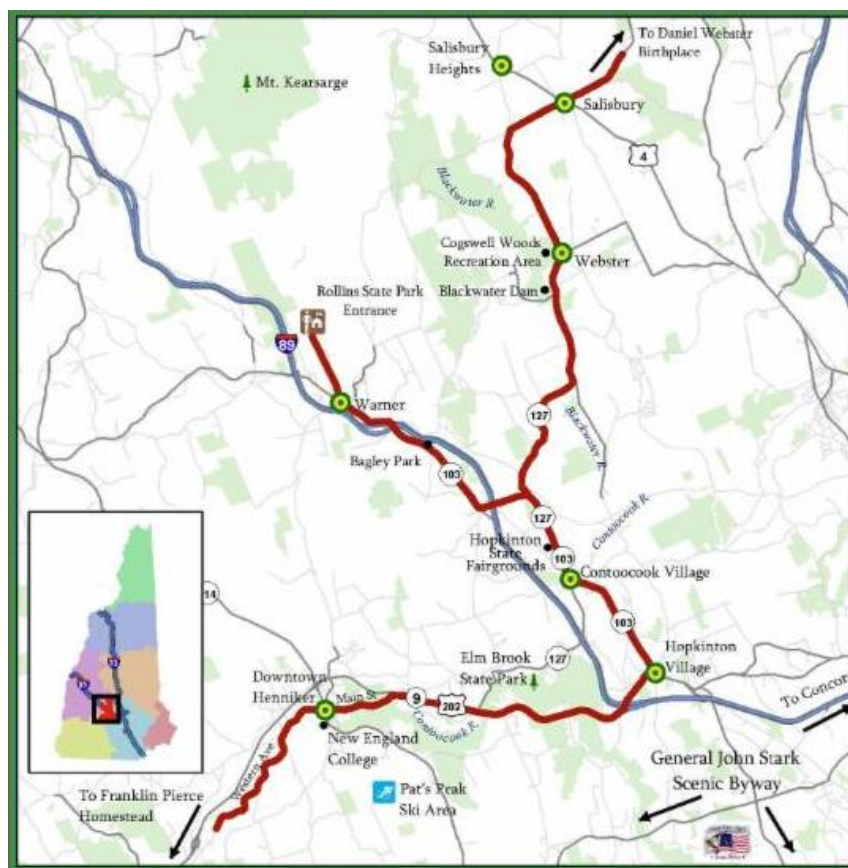 To Daniel Webster
Birthplace
Salisbury
Heights
Mt. Kearsarge
Salisbury
4
Blackwater R.
Cogswell Woods
Recreation Area
Webster
Blackwater Dam
Rollins State Park
Entrance
89
Warner
127
Blackwater R.
Bagley Park
103
127
Contoocook R.
Hopkinton
State
Fairgrounds
103
Contoocook Village
14
103
Elm Brook
State Park
127
Hopkinton
Village
Downtown
Henniker
Main St
9
202
Contoocook R.
To Concord
New England
College
Western Ave
General John Stark
Scenic Byway
Pat's Peak
Ski Area
To Franklin Pierce
Homestead